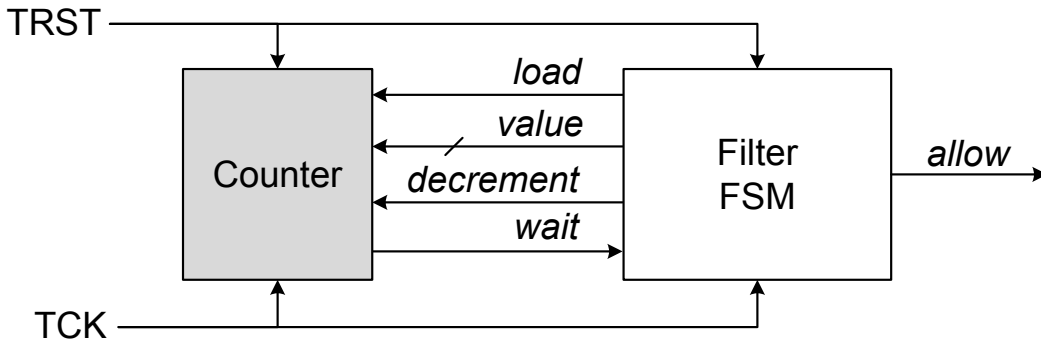 TRST
load
value
decrement
wait
Counter
Filter
FSM
allow
TCK